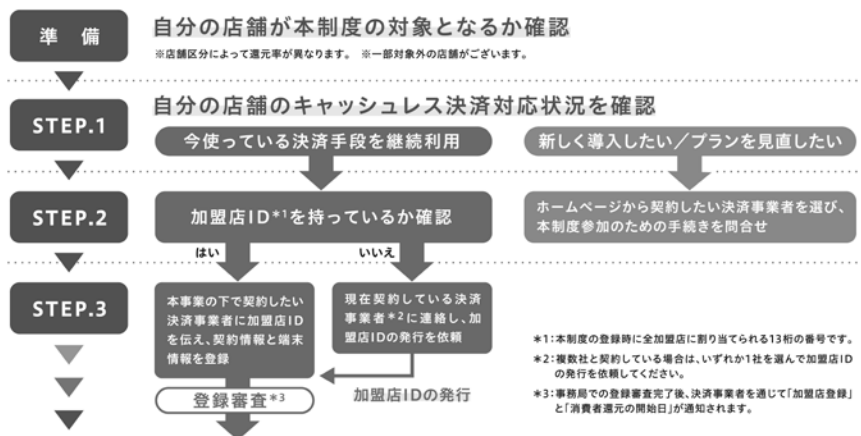 準 備
自分の店舗が本制度の対象となるか確認
※店舗区分によって還元率が異なります。 ※一部対象外の店舗がございます。
STEP.1
自分の店舗のキャッシュレス決済対応状況を確認
今使っている決済手段を継続利用
新しく導入したい／プランを見直したい
STEP.2
加盟店ID*1を持っているか確認
ホームページから契約したい決済事業者を選び、
本制度参加のための手続きを問合せ
はい
いいえ
STEP.3
本事業の下で契約したい
決済事業者に加盟店ID
を伝え、契約情報と端末
情報を登録
現在契約している決済
事業者*2に連絡し、加
盟店IDの発行を依頼
登録審査*3
加盟店IDの発行
*1：本制度の登録時に全加盟店に割り当てられる13桁の番号です。
*2：複数社と契約している場合は、いずれか1社を選んで加盟店ID
の発行を依頼してください。
*3：事務局での登録審査完了後、決済事業者を通じて「加盟店登録」
と「消費者還元の開始日」が通知されます。